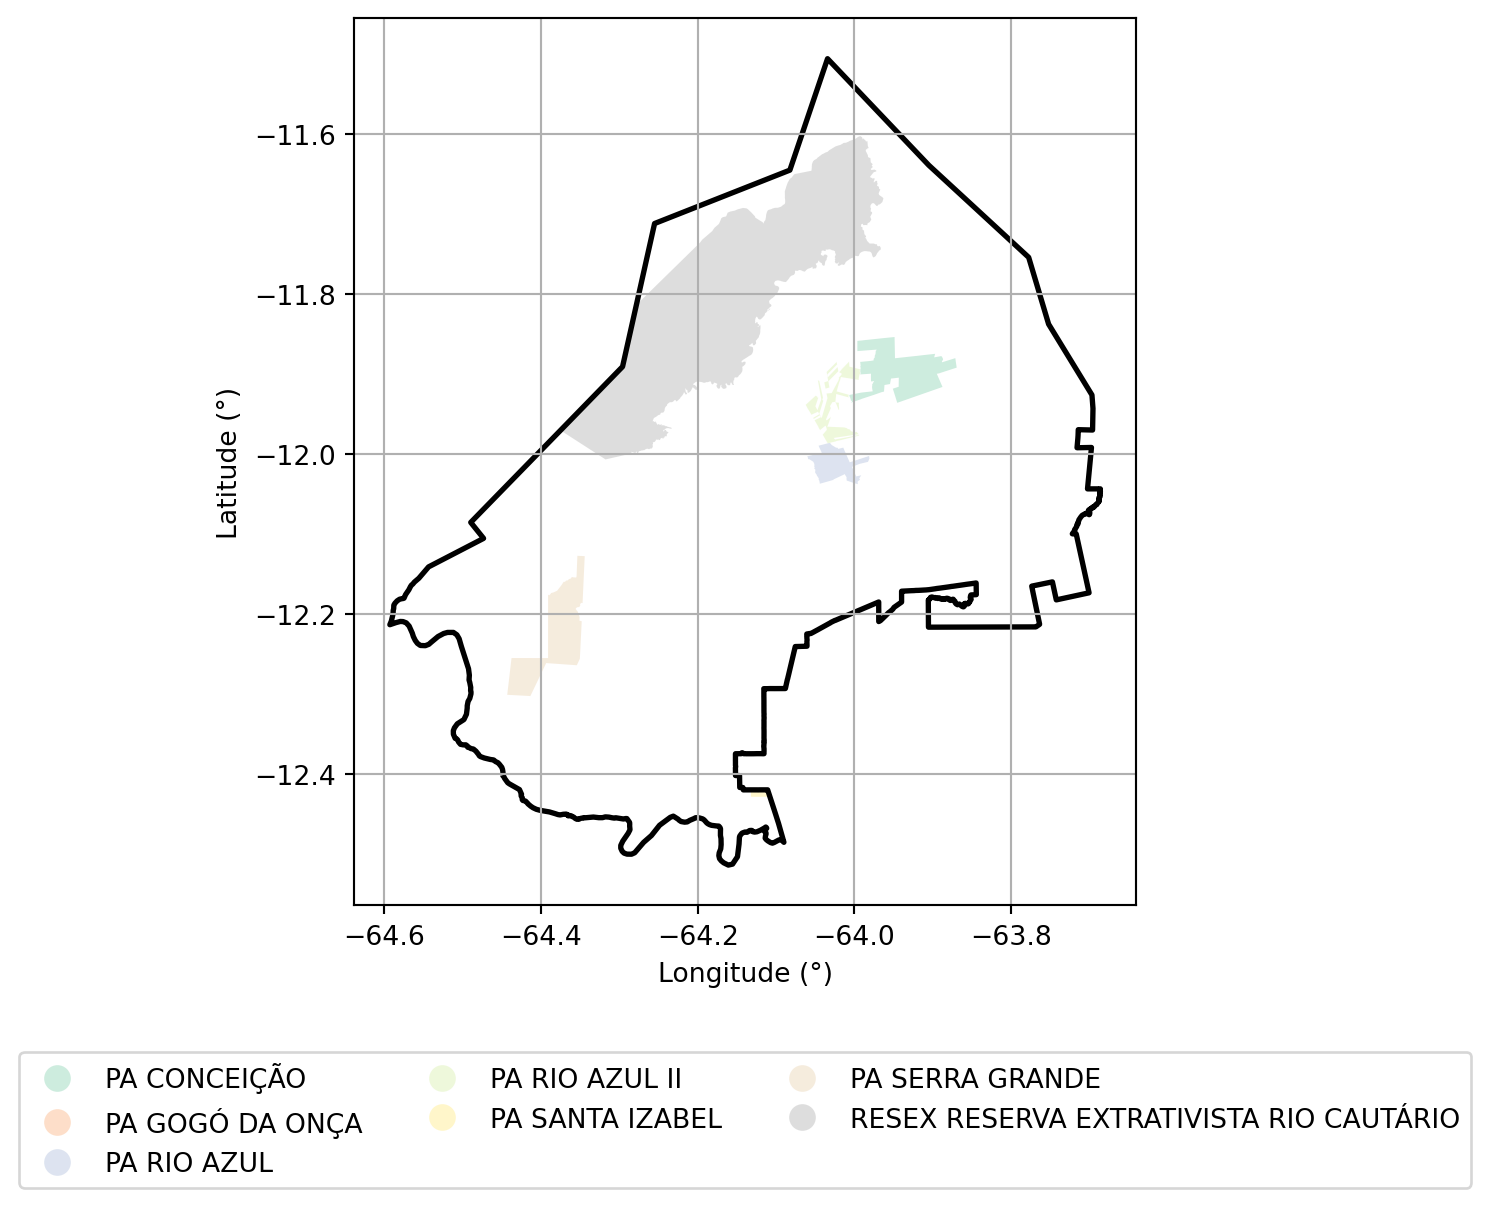 −11.6
−11.8
−12.0
−12.2
−12.4
Latitude (°)
−64.6 −64.4 −64.2 −64.0 −63.8
Longitude (°)
PA CONCEIÇÃO
PA GOGÓ DA ONÇA
PA RIO AZUL
PA RIO AZUL II
PA SANTA IZABEL
PA SERRA GRANDE
RESEX RESERVA EXTRATIVISTA RIO CAUTÁRIO